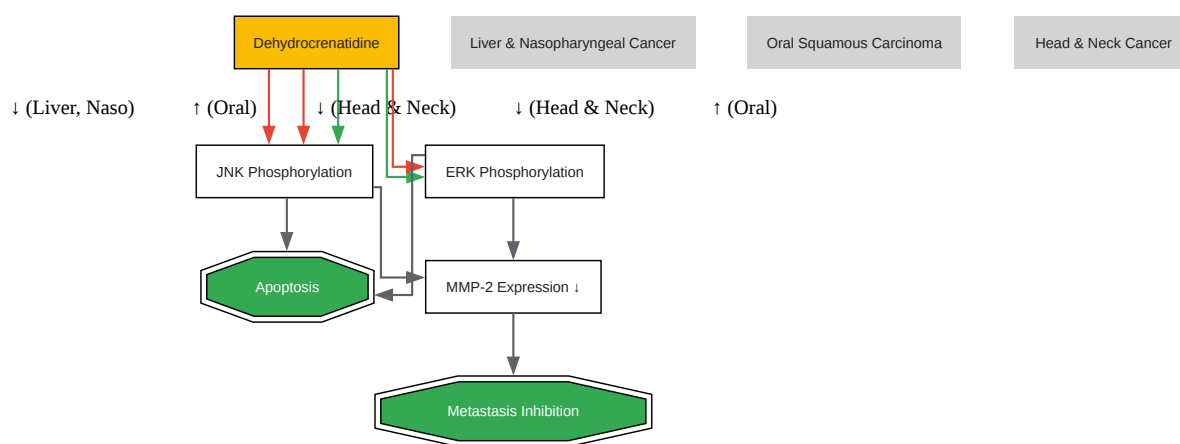 Dehydrocrenatidine
Liver & Nasopharyngeal Cancer
Oral Squamous Carcinoma
Head & Neck Cancer
↓ (Liver, Naso)
↑ (Oral)
↓ (Head & Neck)
↓ (Head & Neck)
↑ (Oral)
JNK Phosphorylation
ERK Phosphorylation
Apoptosis
MMP-2 Expression ↓
Metastasis Inhibition